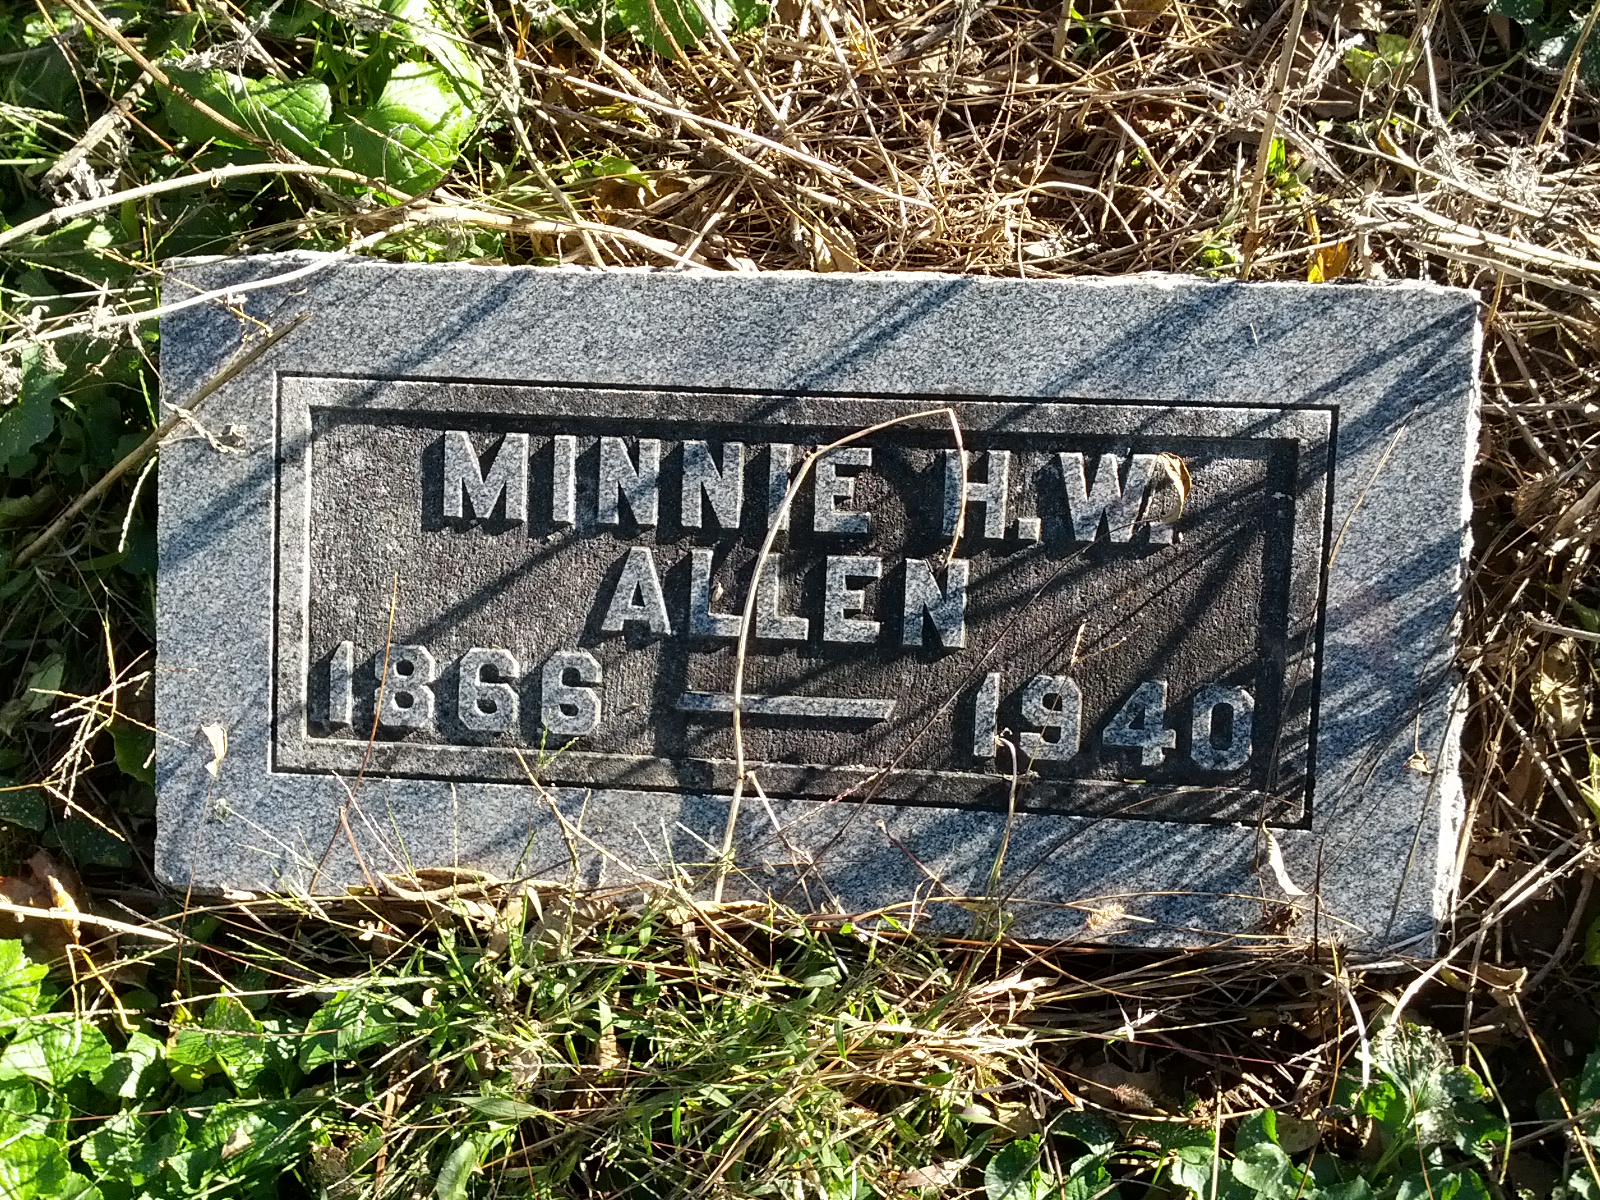 MINNIE H.W.
ALLEN
1866 — 1940